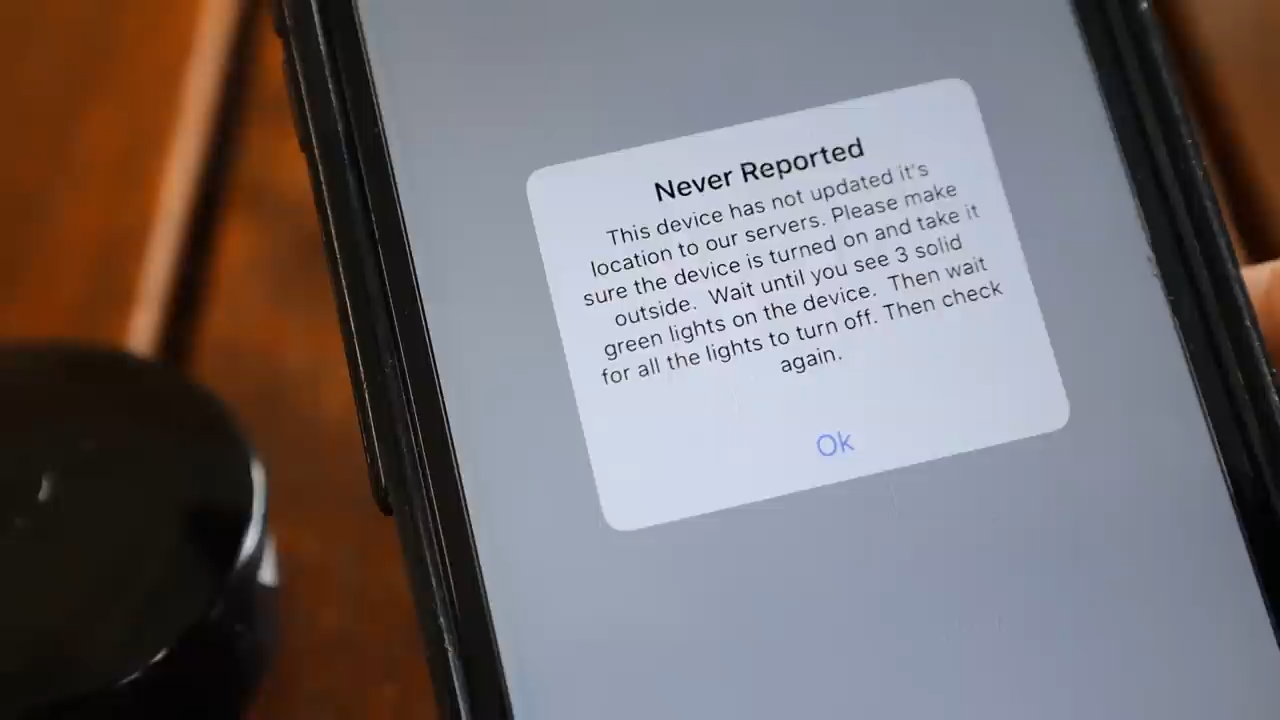 Never Reported
This device has not updated it's
location to our servers. Please make
sure the device is turned on and take it
outside.  Wait until you see 3 solid
green lights on the device.  Then wait
for all the lights to turn off. Then check
again.
Ok